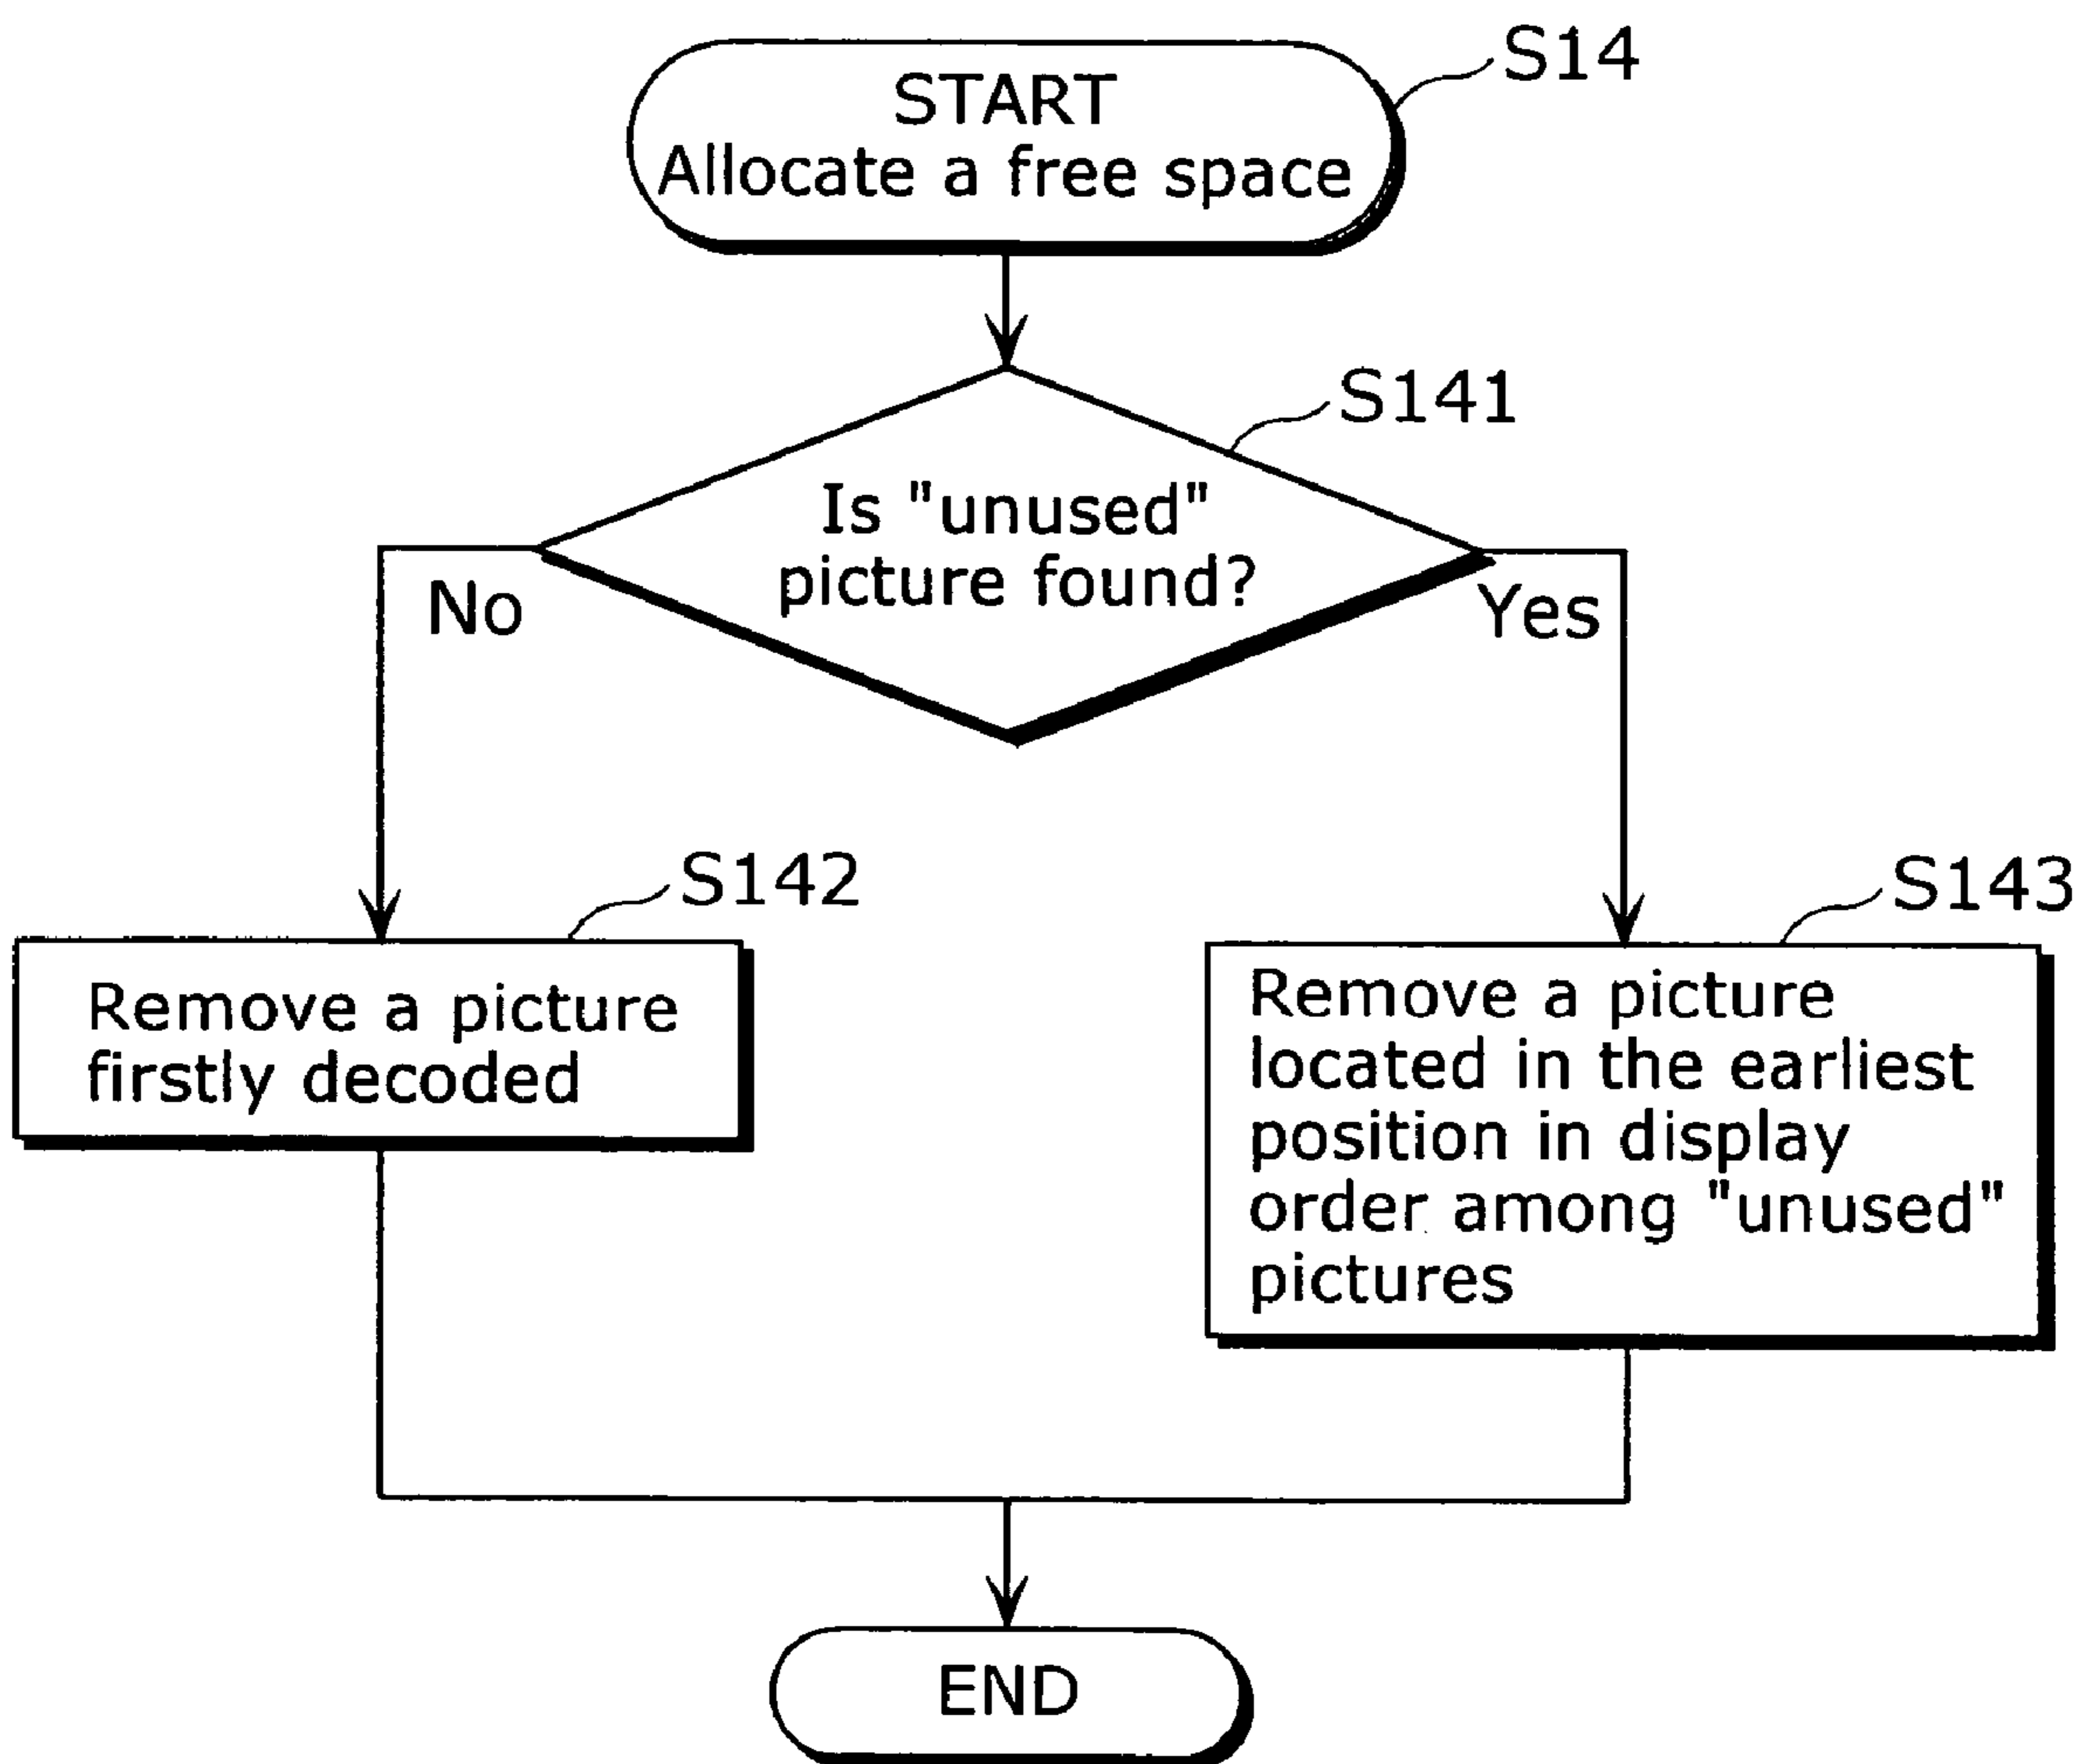 S14
START
Allocate a free space
S141
Is "unused"
picture found?
No
Yes
S142
Remove a picture
firstly decoded
S143
Remove a picture
located in the earliest
position in display
order among "unused"
pictures
END